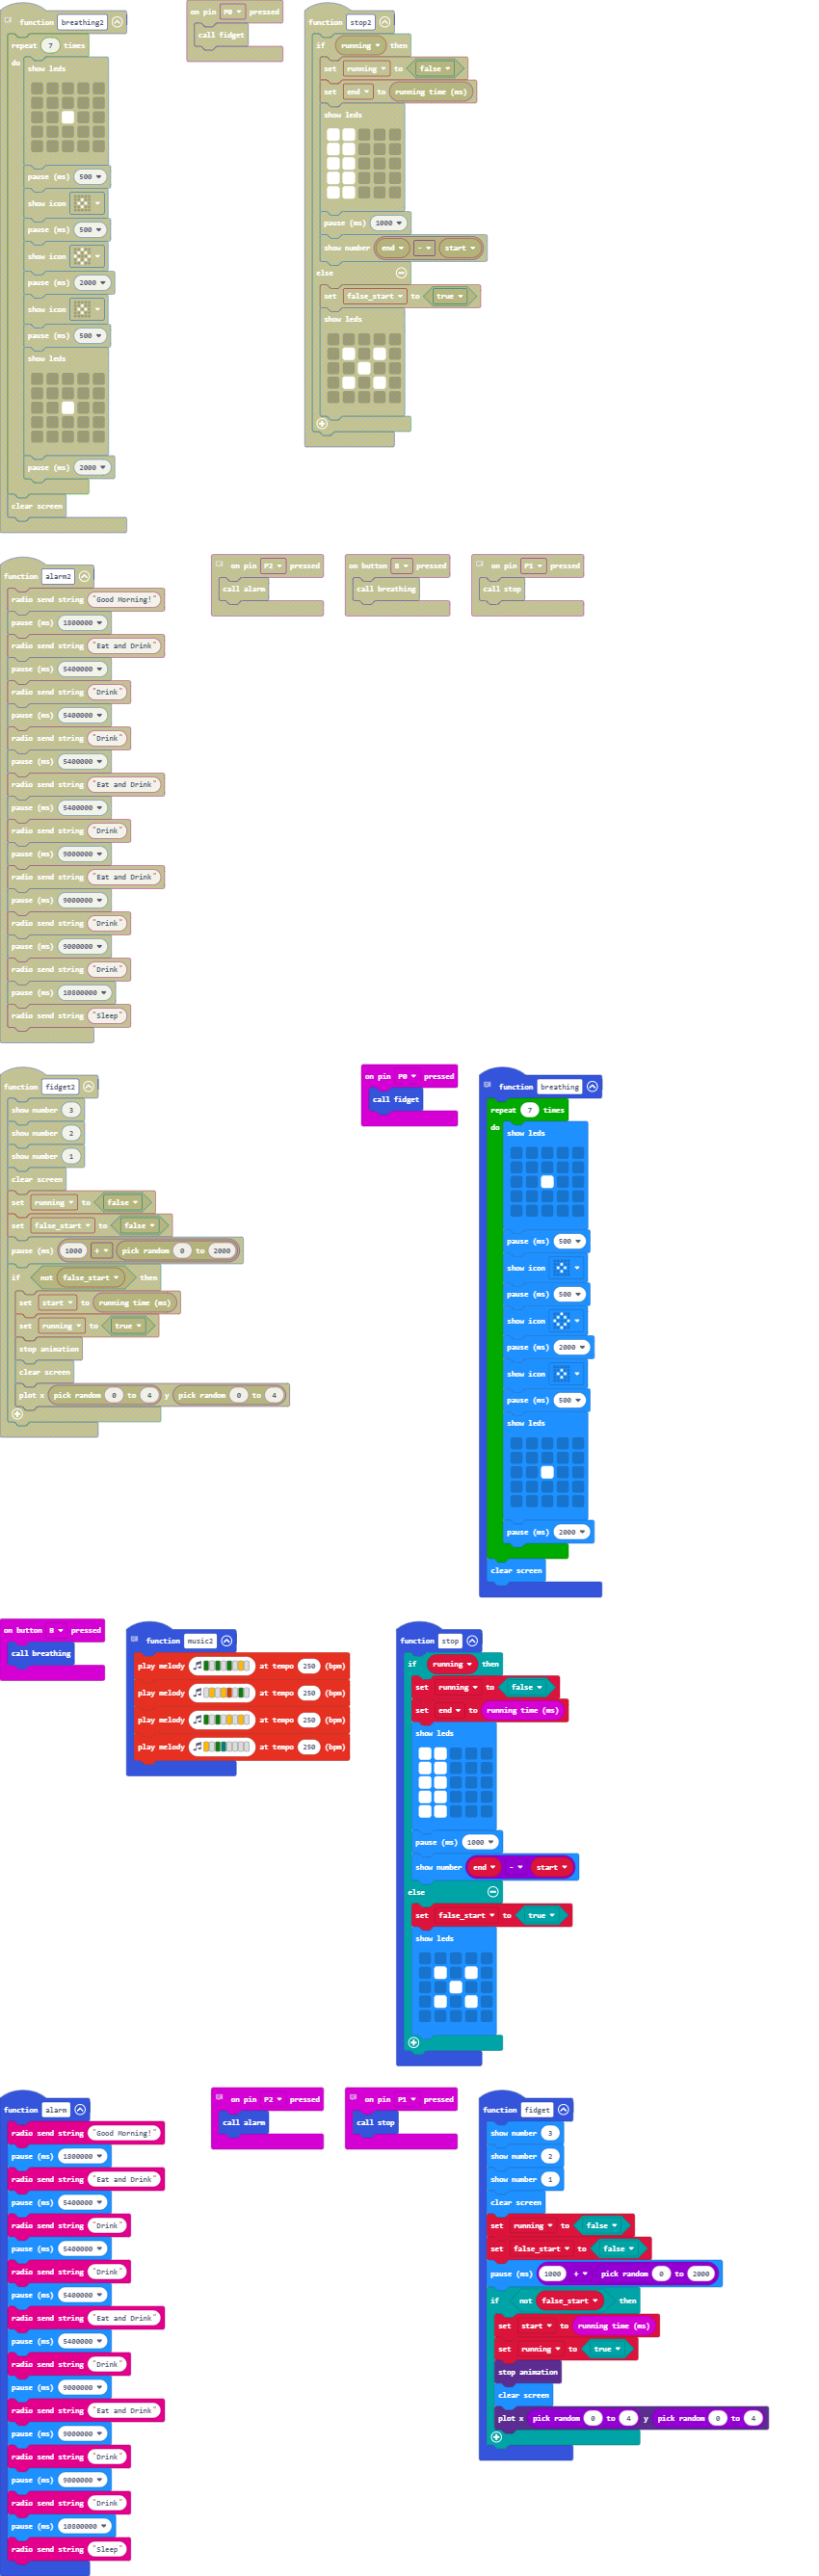 function breathing2
repeat 7 times
do
show leds
pause (ms) 500
show icon
pause (ms) 500
show icon
pause (ms) 2000
show icon
pause (ms) 500
show leds
pause (ms) 2000
clear screen
on pin P0 pressed
call fidget
function stop2
if running then
set running to false
set end to running time (ms)
show leds
pause (ms) 1000
show number end - start
else
set false_start to true
show leds
function alarm2
radio send string "Good Morning!"
pause (ms) 1800000
radio send string "Eat and Drink"
pause (ms) 5400000
radio send string "Drink"
pause (ms) 5400000
radio send string "Drink"
pause (ms) 5400000
radio send string "Eat and Drink"
pause (ms) 5400000
radio send string "Drink"
pause (ms) 9000000
radio send string "Eat and Drink"
pause (ms) 9000000
radio send string "Drink"
pause (ms) 9000000
radio send string "Drink"
pause (ms) 10800000
radio send string "Sleep"
on pin P2 pressed
call alarm
on button B pressed
call breathing
on pin P1 pressed
call stop
function fidget2
show number 3
show number 2
show number 1
clear screen
set running to false
set false_start to false
pause (ms) 1000 + pick random 0 to 2000
if not false_start then
set start to running time (ms)
set running to true
stop animation
clear screen
plot x pick random 0 to 4 y pick random 0 to 4
on pin P0 pressed
call fidget
function breathing
repeat 7 times
do
show leds
pause (ms) 500
show icon
pause (ms) 500
show icon
pause (ms) 2000
show icon
pause (ms) 500
show leds
pause (ms) 2000
clear screen
on button B pressed
call breathing
function music2
play melody at tempo 250 (bpm)
play melody at tempo 250 (bpm)
play melody at tempo 250 (bpm)
play melody at tempo 250 (bpm)
function stop
if running then
set running to false
set end to running time (ms)
show leds
pause (ms) 1000
show number end - start
else
set false_start to true
show leds
function alarm
radio send string "Good Morning!"
pause (ms) 1800000
radio send string "Eat and Drink"
pause (ms) 5400000
radio send string "Drink"
pause (ms) 5400000
radio send string "Drink"
pause (ms) 5400000
radio send string "Eat and Drink"
pause (ms) 5400000
radio send string "Drink"
pause (ms) 9000000
radio send string "Eat and Drink"
pause (ms) 9000000
radio send string "Drink"
pause (ms) 9000000
radio send string "Drink"
pause (ms) 10800000
radio send string "Sleep"
on pin P2 pressed
call alarm
on pin P1 pressed
call stop
function fidget
show number 3
show number 2
show number 1
clear screen
set running to false
set false_start to false
pause (ms) 1000 + pick random 0 to 2000
if not false_start then
set start to running time (ms)
set running to true
stop animation
clear screen
plot x pick random 0 to 4 y pick random 0 to 4